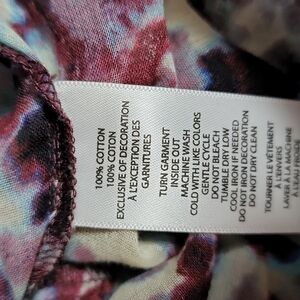 100% COTTON
100% COTTON
EXCLUSIVE OF DECORATION
À L'EXCEPTION DES
GARNITURES
TURN GARMENT
INSIDE OUT
MACHINE WASH
COLD WITH LIKE COLORS
GENTLE CYCLE
DO NOT BLEACH
TUMBLE DRY LOW
COOL IRON IF NEEDED
DO NOT IRON DECORATION
DO NOT DRY CLEAN
TOURNER LE VÊTEMENT
À L'ENVERS
LAVER À LA MACHINE